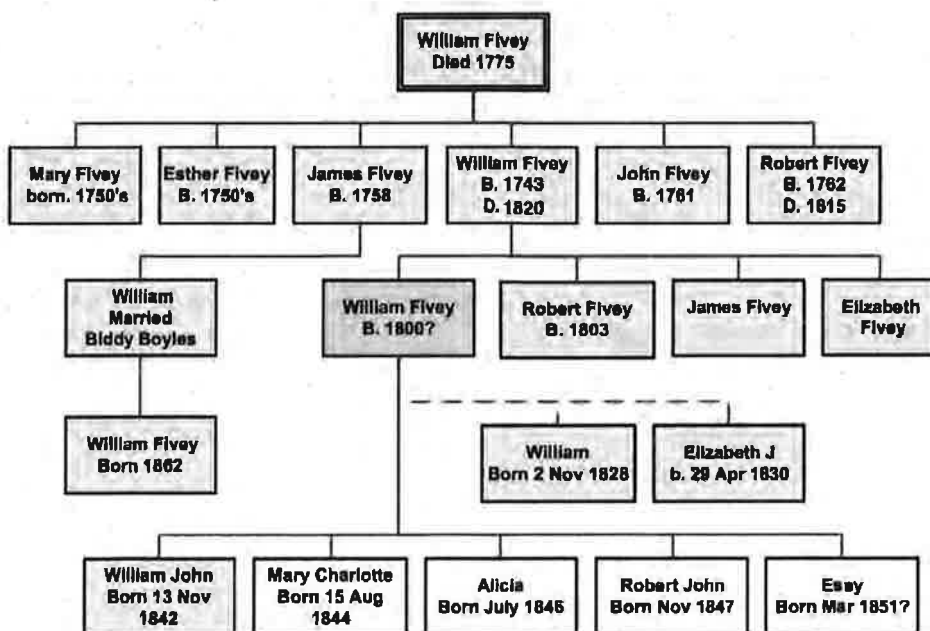 William Fivey
Died 1775
Mary Fivey
born. 1750's
Esther Fivey
B. 1750's
James Fivey
B. 1758
William Fivey
B. 1743
D. 1820
John Fivey
B. 1761
Robert Fivey
B. 1762
D. 1815
William
Married
Biddy Boyles
William Fivey
B. 1800?
Robert Fivey
B. 1803
James Fivey
Elizabeth
Fivey
William Fivey
Born 1862
William
Born 2 Nov 1828
Elizabeth J
b. 29 Apr 1830
William John
Born 13 Nov
1842
Mary Charlotte
Born 15 Aug
1844
Alicia
Born July 1846
Robert John
Born Nov 1847
Essy
Born Mar 1851?